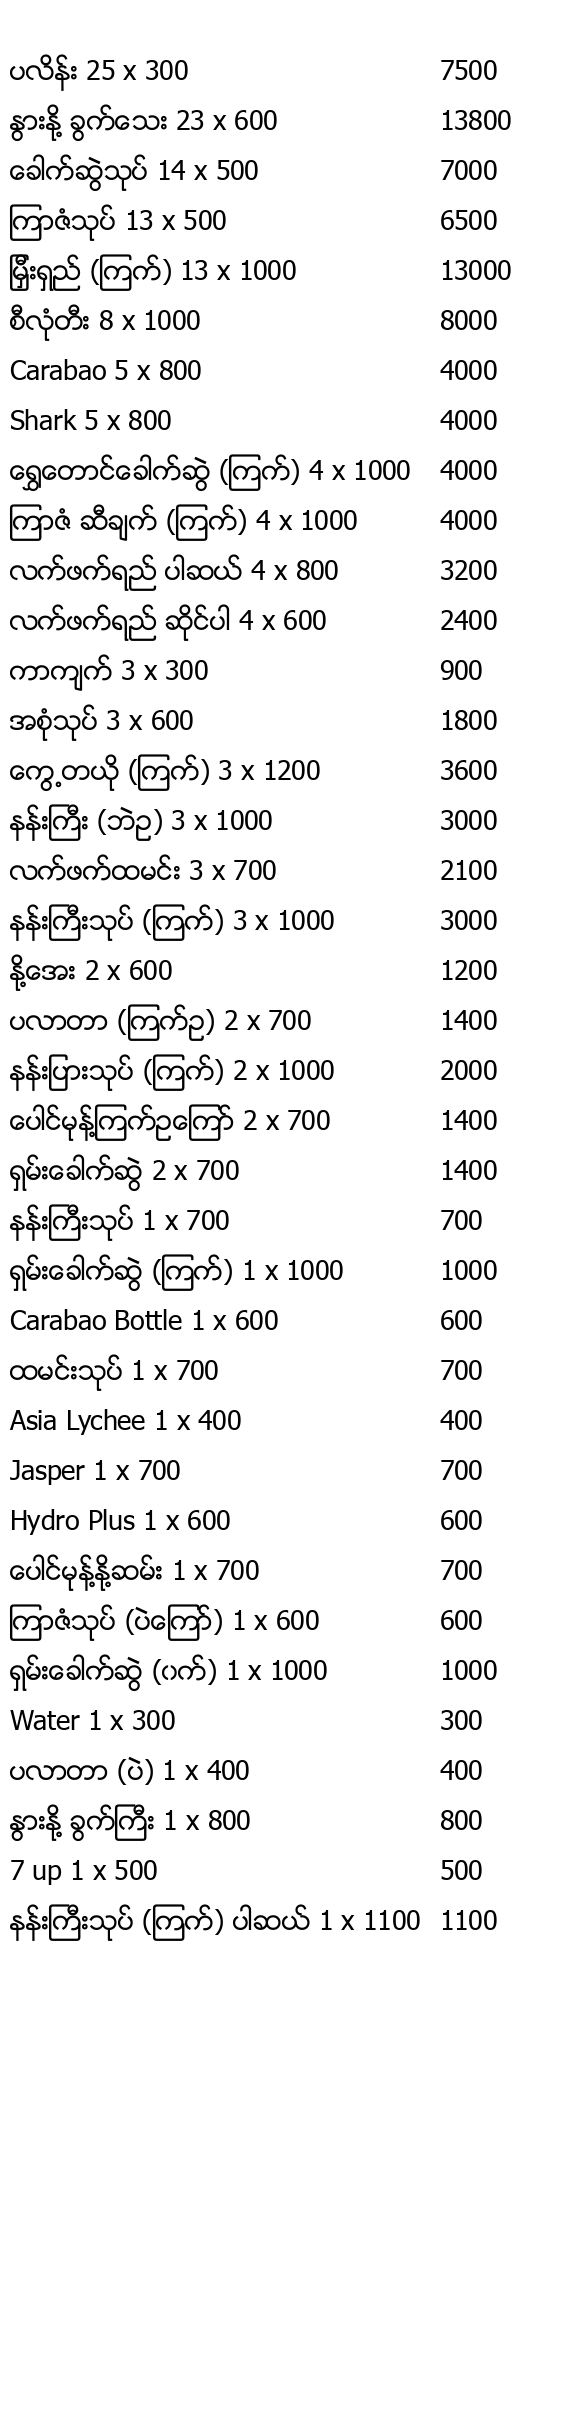 ပလိန်း 25 x 300 7500
နွားနို့ ခွက်သေး 23 x 600 13800
ခေါက်ဆွဲသုပ် 14 x 500 7000
ကြာဇံသုပ် 13 x 500 6500
မြှီးရှည် (ကြက်) 13 x 1000 13000
စီလုံတီး 8 x 1000 8000
Carabao 5 x 800 4000
Shark 5 x 800 4000
ရွှေတောင်ခေါက်ဆွဲ (ကြက်) 4 x 1000 4000
ကြာဇံ ဆီချက် (ကြက်) 4 x 1000 4000
လက်ဖက်ရည် ပါဆယ် 4 x 800 3200
လက်ဖက်ရည် ဆိုင်ပါ 4 x 600 2400
ကာကျက် 3 x 300 900
အစုံသုပ် 3 x 600 1800
ကွေ့တယို (ကြက်) 3 x 1200 3600
နန်းကြီး (ဘဲဥ) 3 x 1000 3000
လက်ဖက်ထမင်း 3 x 700 2100
နန်းကြီးသုပ် (ကြက်) 3 x 1000 3000
နို့အေး 2 x 600 1200
ပလာတာ (ကြက်ဥ) 2 x 700 1400
နန်းပြားသုပ် (ကြက်) 2 x 1000 2000
ပေါင်မုန့်ကြက်ဥကြော် 2 x 700 1400
ရှမ်းခေါက်ဆွဲ 2 x 700 1400
နန်းကြီးသုပ် 1 x 700 700
ရှမ်းခေါက်ဆွဲ (ကြက်) 1 x 1000 1000
Carabao Bottle 1 x 600 600
ထမင်းသုပ် 1 x 700 700
Asia Lychee 1 x 400 400
Jasper 1 x 700 700
Hydro Plus 1 x 600 600
ပေါင်မုန့်နို့ဆမ်း 1 x 700 700
ကြာဇံသုပ် (ပဲကြော်) 1 x 600 600
ရှမ်းခေါက်ဆွဲ (ဝက်) 1 x 1000 1000
Water 1 x 300 300
ပလာတာ (ပဲ) 1 x 400 400
နွားနို့ ခွက်ကြီး 1 x 800 800
7 up 1 x 500 500
နန်းကြီးသုပ် (ကြက်) ပါဆယ် 1 x 1100 1100